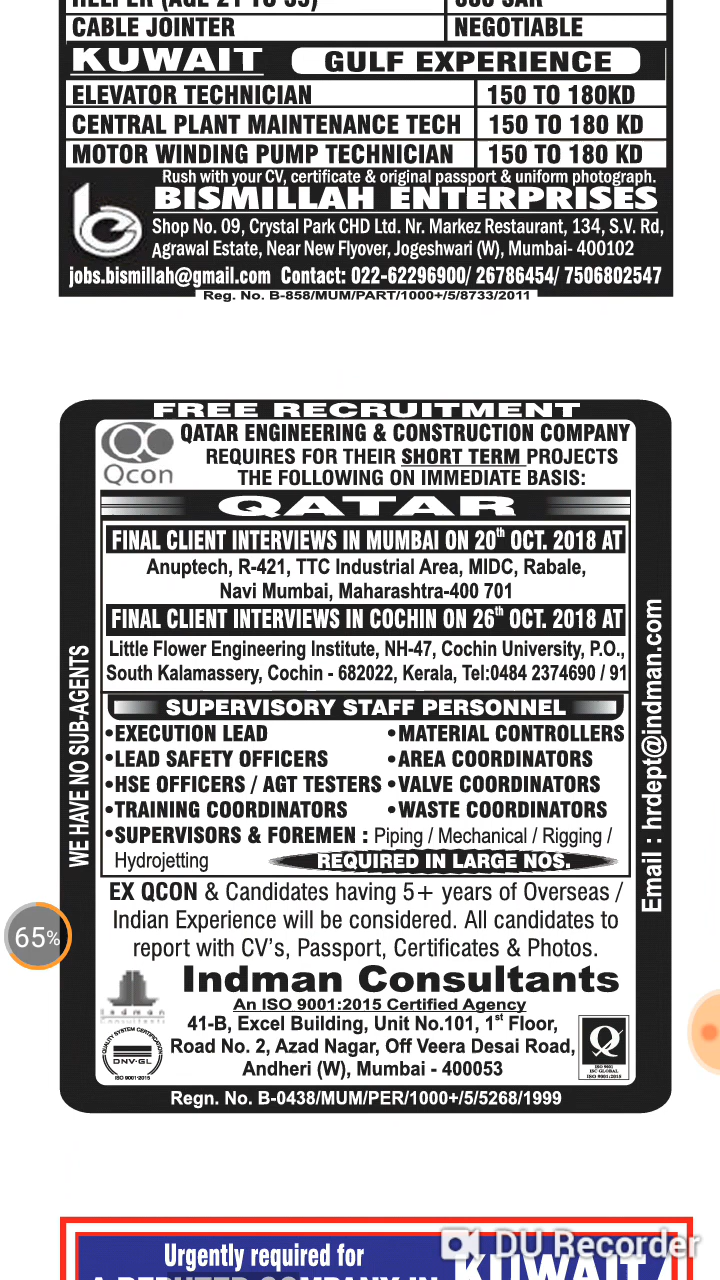 CABLE JOINTER NEGOTIABLE
KUWAIT GULF EXPERIENCE
ELEVATOR TECHNICIAN 150 TO 180KD
CENTRAL PLANT MAINTENANCE TECH 150 TO 180 KD
MOTOR WINDING PUMP TECHNICIAN 150 TO 180 KD
Rush with your CV, certificate & original passport & uniform photograph.
BISMILLAH ENTERPRISES
Shop No. 09, Crystal Park CHD Ltd. Nr. Markez Restaurant, 134, S.V. Rd,
Agrawal Estate, Near New Flyover, Jogeshwari (W), Mumbai- 400102
jobs.bismillah@gmail.com Contact: 022-62296900/ 26786454/ 7506802547
Reg. No. B-858/MUM/PART/1000+/5/8733/2011
FREE RECRUITMENT
Qcon
QATAR ENGINEERING & CONSTRUCTION COMPANY
REQUIRES FOR THEIR SHORT TERM PROJECTS
THE FOLLOWING ON IMMEDIATE BASIS:
QATAR
FINAL CLIENT INTERVIEWS IN MUMBAI ON 20th OCT. 2018 AT
Anuptech, R-421, TTC Industrial Area, MIDC, Rabale,
Navi Mumbai, Maharashtra-400 701
FINAL CLIENT INTERVIEWS IN COCHIN ON 26th OCT. 2018 AT
Little Flower Engineering Institute, NH-47, Cochin University, P.O.,
South Kalamassery, Cochin - 682022, Kerala, Tel:0484 2374690 / 91
SUPERVISORY STAFF PERSONNEL
•EXECUTION LEAD •MATERIAL CONTROLLERS
•LEAD SAFETY OFFICERS •AREA COORDINATORS
•HSE OFFICERS / AGT TESTERS •VALVE COORDINATORS
•TRAINING COORDINATORS •WASTE COORDINATORS
•SUPERVISORS & FOREMEN : Piping / Mechanical / Rigging /
Hydrojetting REQUIRED IN LARGE NOS.
EX QCON & Candidates having 5+ years of Overseas /
Indian Experience will be considered. All candidates to
report with CV's, Passport, Certificates & Photos.
WE HAVE NO SUB-AGENTS
Email : hrdept@indman.com
65%
Indman Consultants
An ISO 9001:2015 Certified Agency
41-B, Excel Building, Unit No.101, 1st Floor,
Road No. 2, Azad Nagar, Off Veera Desai Road,
Andheri (W), Mumbai - 400053
Indman
QUALITY SYSTEM CERTIFICATION
DNV·GL
ISO 9001:2015
Q
Regn. No. B-0438/MUM/PER/1000+/5/5268/1999
DU Recorder
Urgently required for
KUWAIT